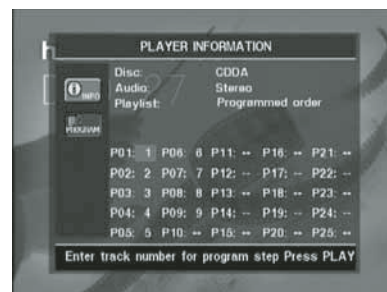 PLAYER INFORMATION
Disc: CDDA
Audio: Stereo
Playlist: Programmed order
INFO
PROGRAM
P01: 1 P06: 6 P11: -- P16: -- P21: --
P02: 2 P07: 7 P12: -- P17: -- P22: --
P03: 3 P08: 8 P13: -- P18: -- P23: --
P04: 4 P09: 9 P14: -- P19: -- P24: --
P05: 5 P10: -- P15: -- P20: -- P25: --
Enter track number for program step Press PLAY